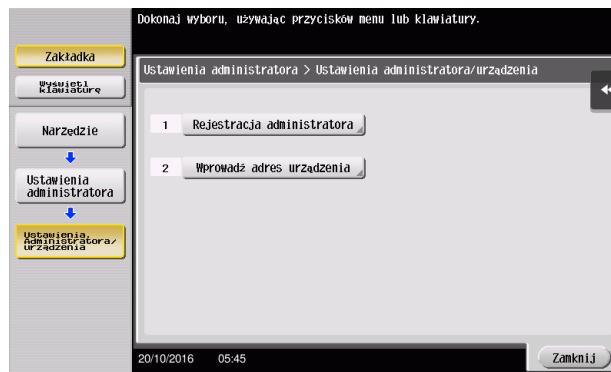 Dokonaj wyboru, używając przycisków menu lub klawiatury.
Zakładka
Wyświetl
klawiaturę
Ustawienia administratora > Ustawienia administratora/urządzenia
Narzędzie
1 Rejestracja administratora
2 Wprowadź adres urządzenia
Ustawienia
administratora
Ustawienia,
Administratora/
urządzenia
20/10/2016 05:45
Zamknij